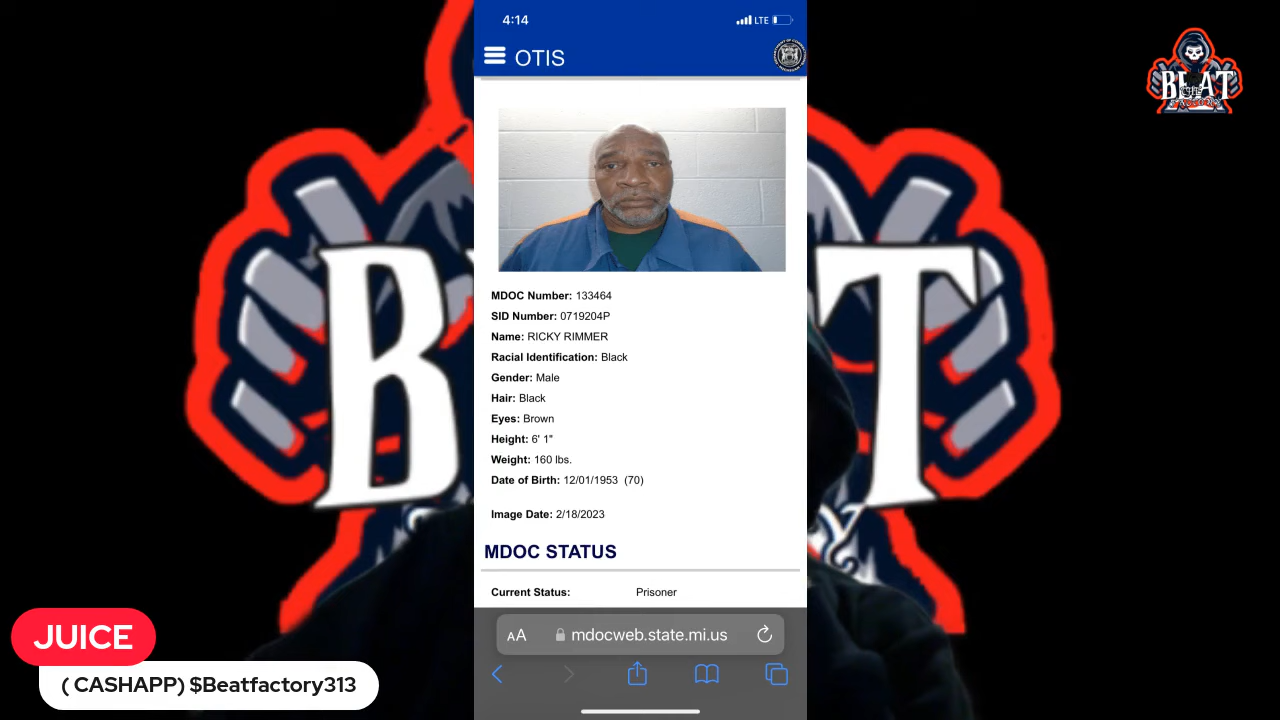 4:14
LTE
OTIS
BEAT
MDOC Number: 133464
SID Number: 0719204P
Name: RICKY RIMMER
Racial Identification: Black
Gender: Male
Hair: Black
Eyes: Brown
Height: 6' 1"
Weight: 160 lbs.
Date of Birth: 12/01/1953 (70)
Image Date: 2/18/2023
MDOC STATUS
Current Status: Prisoner
AA mdocweb.state.mi.us
B T
JUICE
( CASHAPP) $Beatfactory313